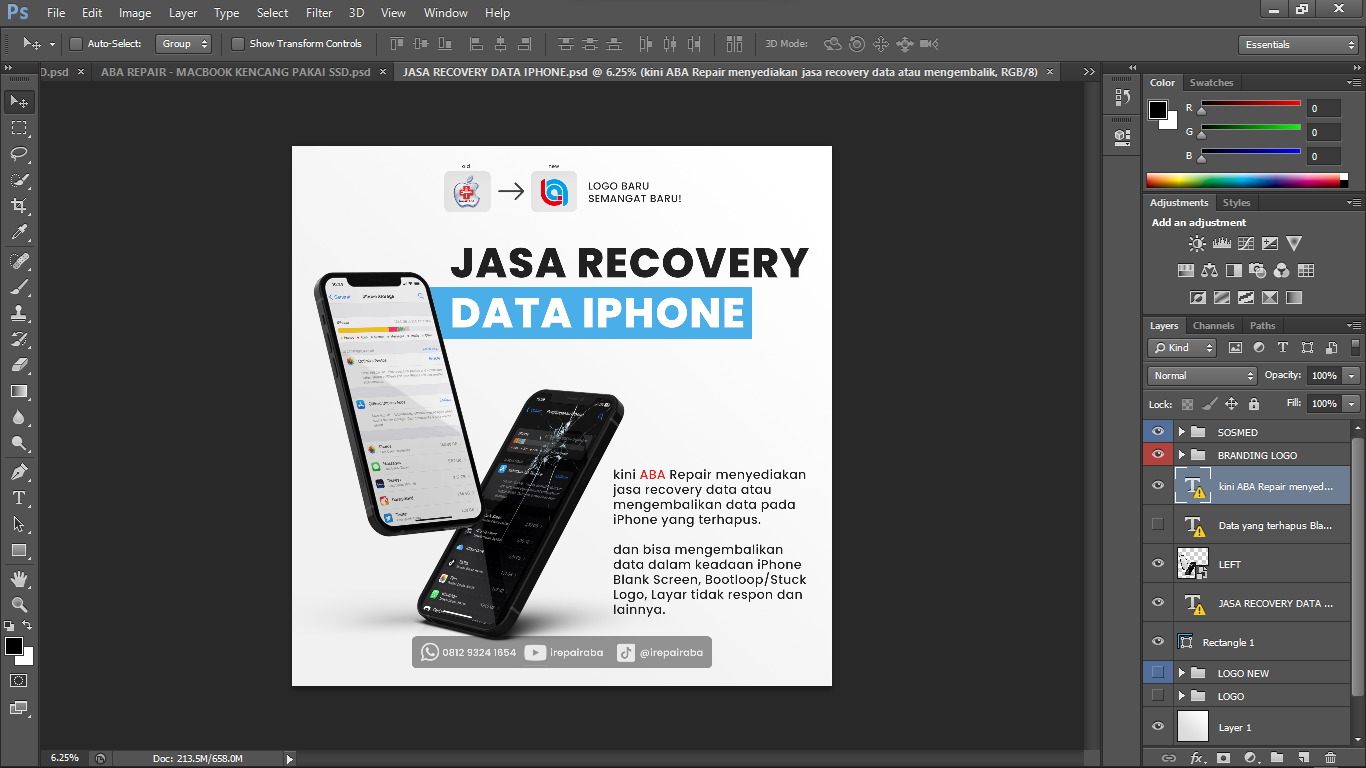 Ps File Edit Image Layer Type Select Filter 3D View Window Help
Auto-Select: Group Show Transform Controls 3D Mode: Essentials
D.psd × ABA REPAIR - MACBOOK KENCANG PAKAI SSD.psd × JASA RECOVERY DATA IPHONE.psd @ 6.25% (kini ABA Repair menyediakan jasa recovery data atau mengembalik, RGB/8) ×
old
new
LOGO BARU
SEMANGAT BARU!
JASA RECOVERY
DATA IPHONE
General
iPhone Storage
kini ABA Repair menyediakan
jasa recovery data atau
mengembalikan data pada
iPhone yang terhapus.
dan bisa mengembalikan
data dalam keadaan iPhone
Blank Screen, Bootloop/Stuck
Logo, Layar tidak respon dan
lainnya.
0812 9324 1654 irepairaba @irepairaba
6.25% Doc: 213.5M/658.0M
Color Swatches
R 0
G 0
B 0
Adjustments Styles
Add an adjustment
Layers Channels Paths
Kind
Normal Opacity: 100%
Lock: Fill: 100%
SOSMED
BRANDING LOGO
kini ABA Repair menyed...
Data yang terhapus Bla...
LEFT
JASA RECOVERY DATA ...
Rectangle 1
LOGO NEW
LOGO
Layer 1